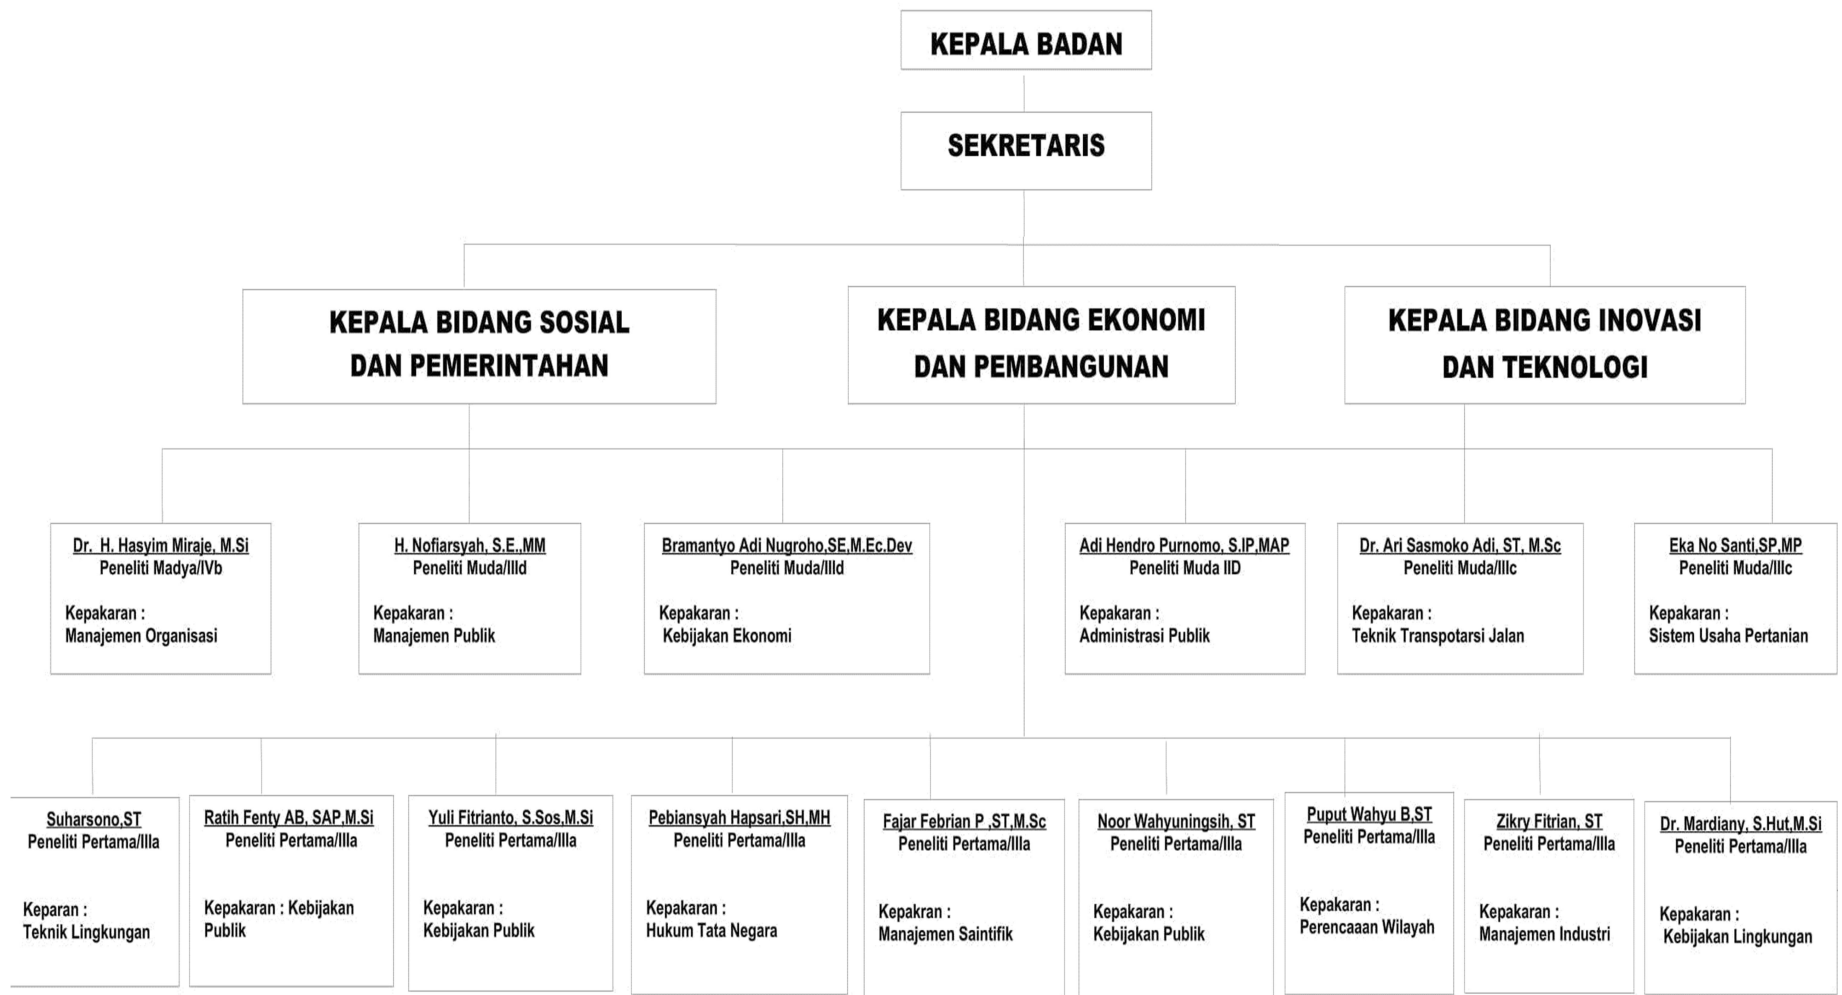 KEPALA BADAN
SEKRETARIS
KEPALA BIDANG SOSIAL
DAN PEMERINTAHAN
KEPALA BIDANG EKONOMI
DAN PEMBANGUNAN
KEPALA BIDANG INOVASI
DAN TEKNOLOGI
Dr. H. Hasyim Miraje, M.Si
Peneliti Madya/IVb
Kepakaran :
Manajemen Organisasi
H. Nofiarsyah, S.E.,MM
Peneliti Muda/IIId
Kepakaran :
Manajemen Publik
Bramantyo Adi Nugroho,SE,M.Ec.Dev
Peneliti Muda/IIId
Kepakaran :
Kebijakan Ekonomi
Adi Hendro Purnomo, S.IP,MAP
Peneliti Muda IID
Kepakaran :
Administrasi Publik
Dr. Ari Sasmoko Adi, ST, M.Sc
Peneliti Muda/IIIc
Kepakaran :
Teknik Transpotarsi Jalan
Eka No Santi,SP,MP
Peneliti Muda/IIIc
Kepakaran :
Sistem Usaha Pertanian
Suharsono,ST
Peneliti Pertama/IIIa
Keparan :
Teknik Lingkungan
Ratih Fenty AB, SAP,M.Si
Peneliti Pertama/IIIa
Kepakaran : Kebijakan
Publik
Yuli Fitrianto, S.Sos,M.Si
Peneliti Pertama/IIIa
Kepakaran :
Kebijakan Publik
Pebiansyah Hapsari,SH,MH
Peneliti Pertama/IIIa
Kepakaran :
Hukum Tata Negara
Fajar Febrian P ,ST,M.Sc
Peneliti Pertama/IIIa
Kepakran :
Manajemen Saintifik
Noor Wahyuningsih, ST
Peneliti Pertama/IIIa
Kepakaran :
Kebijakan Publik
Puput Wahyu B,ST
Peneliti Pertama/IIIa
Kepakaran :
Perencaaan Wilayah
Zikry Fitrian, ST
Peneliti Pertama/IIIa
Kepakaran :
Manajemen Industri
Dr. Mardiany, S.Hut,M.Si
Peneliti Pertama/IIIa
Kepakaran :
Kebijakan Lingkungan